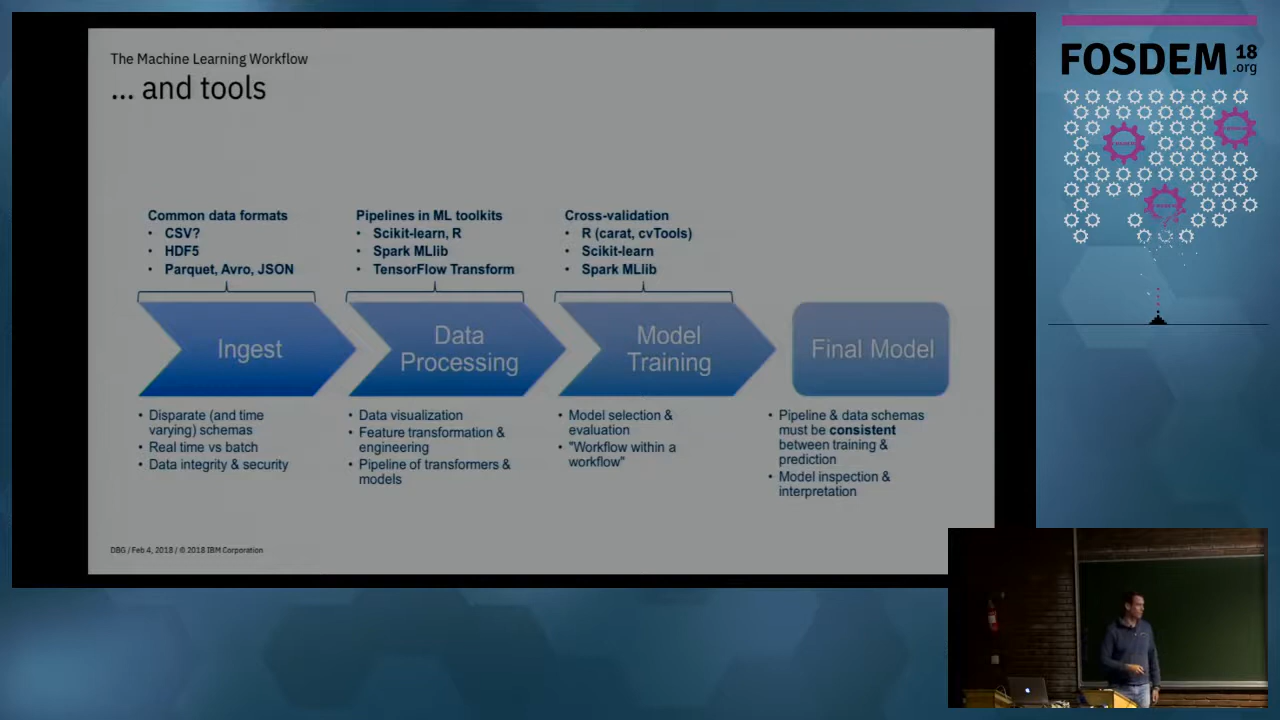 The Machine Learning Workflow
... and tools
Common data formats
• CSV?
• HDF5
• Parquet, Avro, JSON
Pipelines in ML toolkits
• Scikit-learn, R
• Spark MLlib
• TensorFlow Transform
Cross-validation
• R (carat, cvTools)
• Scikit-learn
• Spark MLlib
Ingest
Data
Processing
Model
Training
Final Model
• Disparate (and time
varying) schemas
• Real time vs batch
• Data integrity & security
• Data visualization
• Feature transformation &
engineering
• Pipeline of transformers &
models
• Model selection &
evaluation
• "Workflow within a
workflow"
• Pipeline & data schemas
must be consistent
between training &
prediction
• Model inspection &
interpretation
DBG / Feb 4, 2018 / © 2018 IBM Corporation
FOSDEM 18
.org